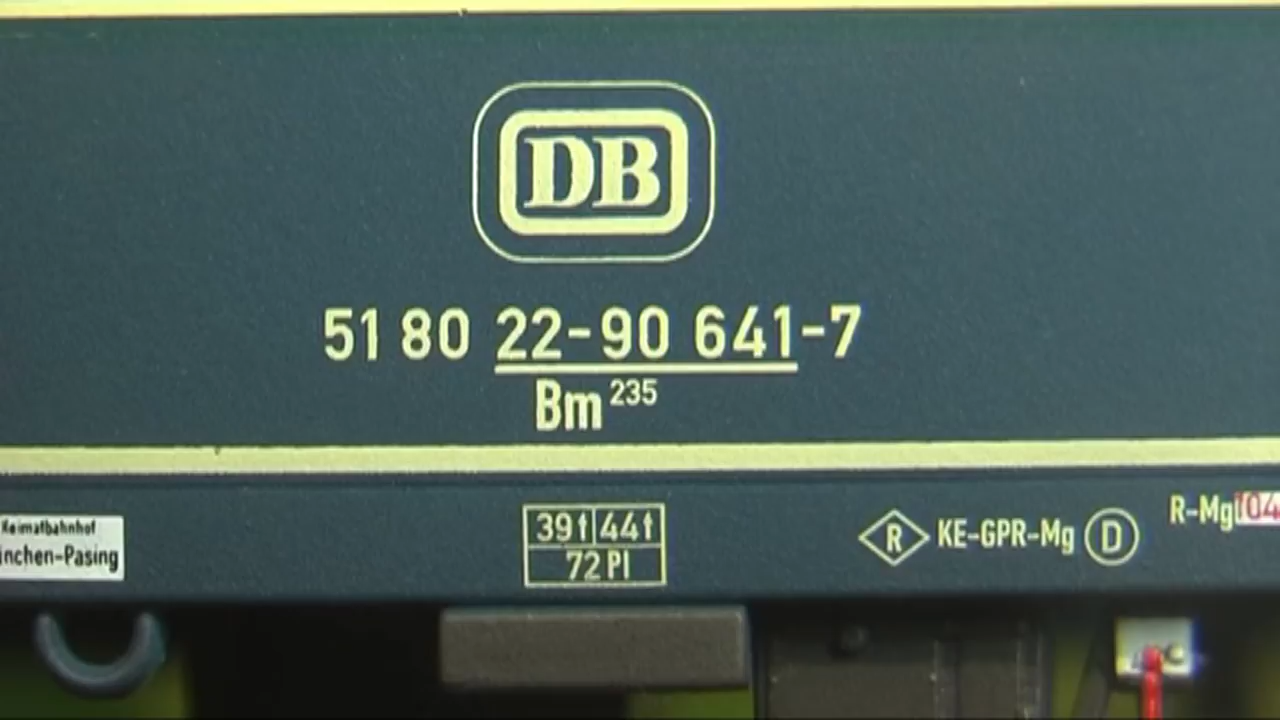 DB
51 80 22-90 641-7
Bm 235
Keimatbahnhof
nchen-Pasing
39t 44t
72 Pl
R KE-GPR-Mg D
R-Mg 104